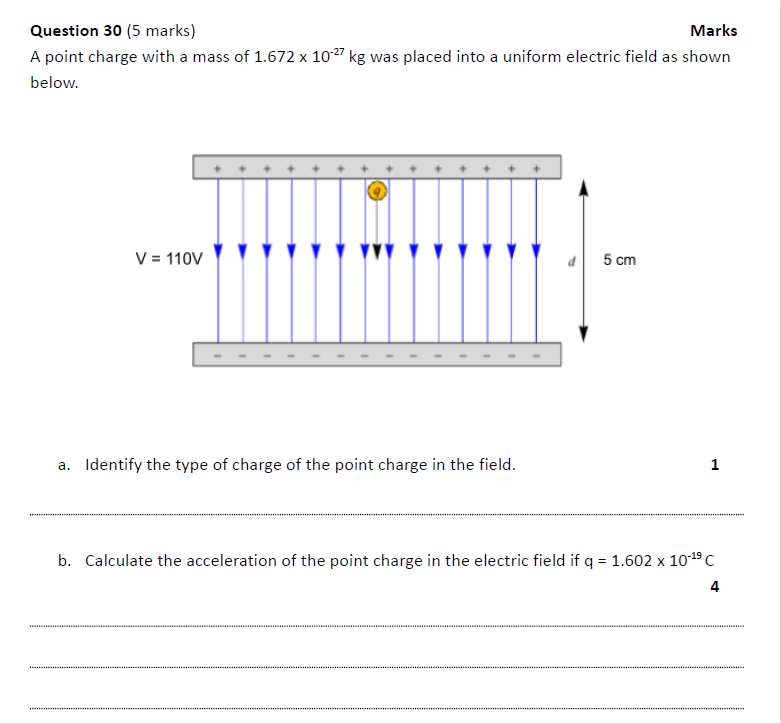 Question 30 (5 marks) Marks
A point charge with a mass of 1.672 x 10⁻²⁷ kg was placed into a uniform electric field as shown
below.
+ + + + + + + + + + + + + +
q
V = 110V
d
5 cm
- - - - - - - - - - - - - -
a. Identify the type of charge of the point charge in the field. 1
b. Calculate the acceleration of the point charge in the electric field if q = 1.602 x 10⁻¹⁹ C
4